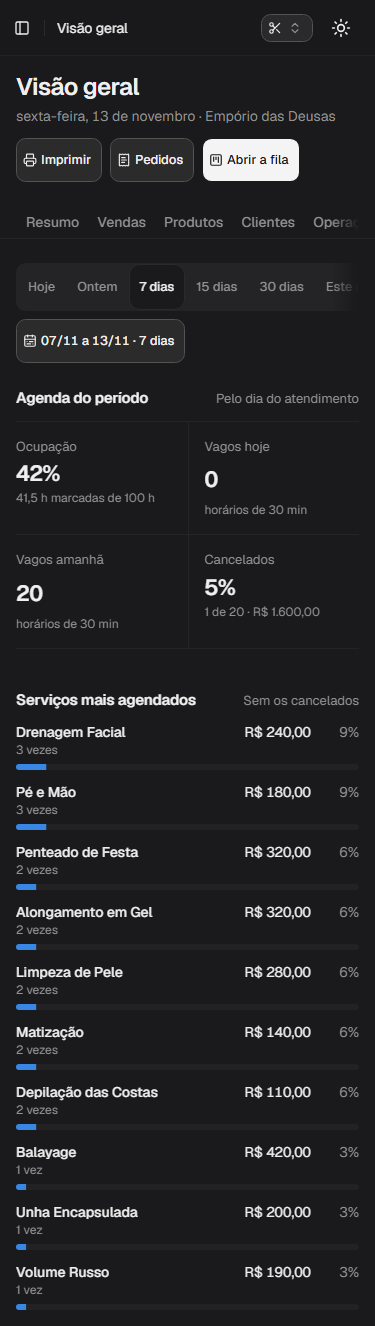 Visão geral
Visão geral
sexta-feira, 13 de novembro · Empório das Deusas
Imprimir Pedidos Abrir a fila
Resumo Vendas Produtos Clientes
Hoje Ontem 7 dias 15 dias 30 dias Este
07/11 a 13/11 · 7 dias
Agenda do período Pelo dia do atendimento
Ocupação Vagos hoje
42% 0
41,5 h marcadas de 100 h horários de 30 min
Vagos amanhã Cancelados
20 5%
horários de 30 min 1 de 20 · R$ 1.600,00
Serviços mais agendados Sem os cancelados
Drenagem Facial R$ 240,00 9%
3 vezes
Pé e Mão R$ 180,00 9%
3 vezes
Penteado de Festa R$ 320,00 6%
2 vezes
Alongamento em Gel R$ 320,00 6%
2 vezes
Limpeza de Pele R$ 280,00 6%
2 vezes
Matização R$ 140,00 6%
2 vezes
Depilação das Costas R$ 110,00 6%
2 vezes
Balayage R$ 420,00 3%
1 vez
Unha Encapsulada R$ 200,00 3%
1 vez
Volume Russo R$ 190,00 3%
1 vez